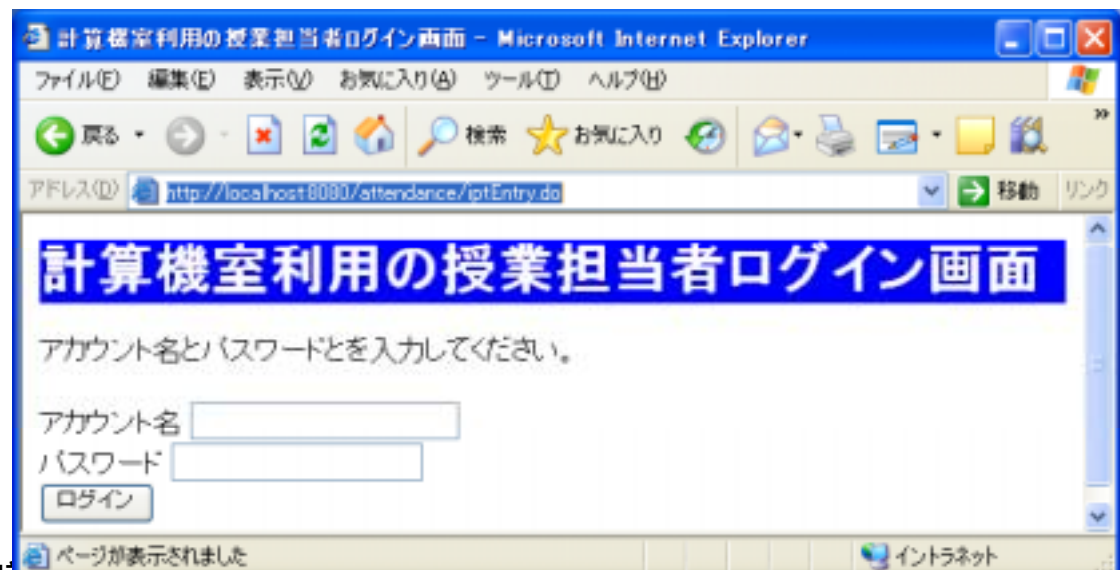 計算機室利用の授業担当者ログイン画面 - Microsoft Internet Explorer
ファイル(F) 編集(E) 表示(V) お気に入り(A) ツール(T) ヘルプ(H)
戻る 検索 お気に入り »
アドレス(D) http://localhost:8080/attendance/iptEntry.do 移動 リンク
計算機室利用の授業担当者ログイン画面
アカウント名とパスワードとを入力してください。
アカウント名
パスワード
ログイン
ページが表示されました イントラネット